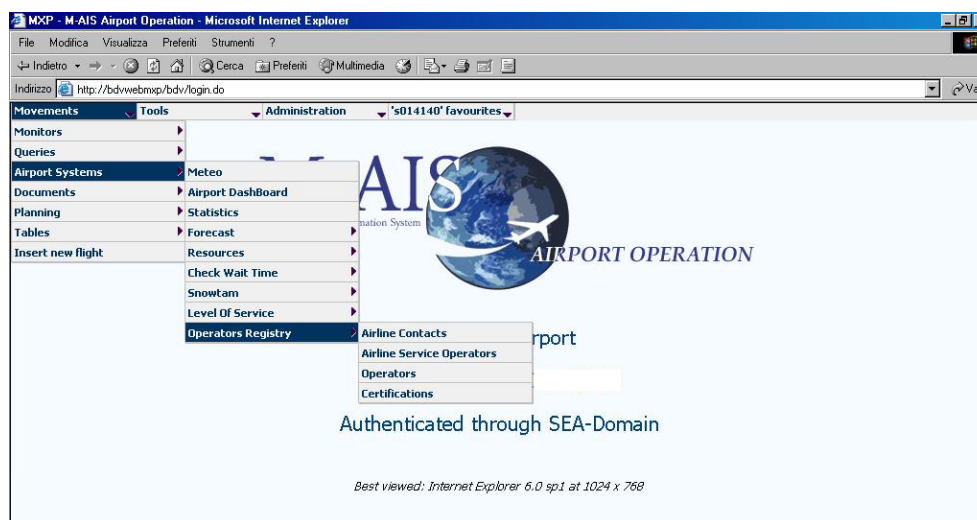 MXP - M-AIS Airport Operation - Microsoft Internet Explorer
File Modifica Visualizza Preferiti Strumenti ?
Indietro Cerca Preferiti Multimedia
Indirizzo http://bdvwebmxp/bdv/login.do
Movements Tools Administration 's014140' favourites
Monitors
Queries
Airport Systems
Documents
Planning
Tables
Insert new flight
Meteo
Airport DashBoard
Statistics
Forecast
Resources
Check Wait Time
Snowtam
Level Of Service
Operators Registry
Airline Contacts
Airline Service Operators
Operators
Certifications
AIS
mation System
AIRPORT OPERATION
rport
Authenticated through SEA-Domain
Best viewed: Internet Explorer 6.0 sp1 at 1024 x 768